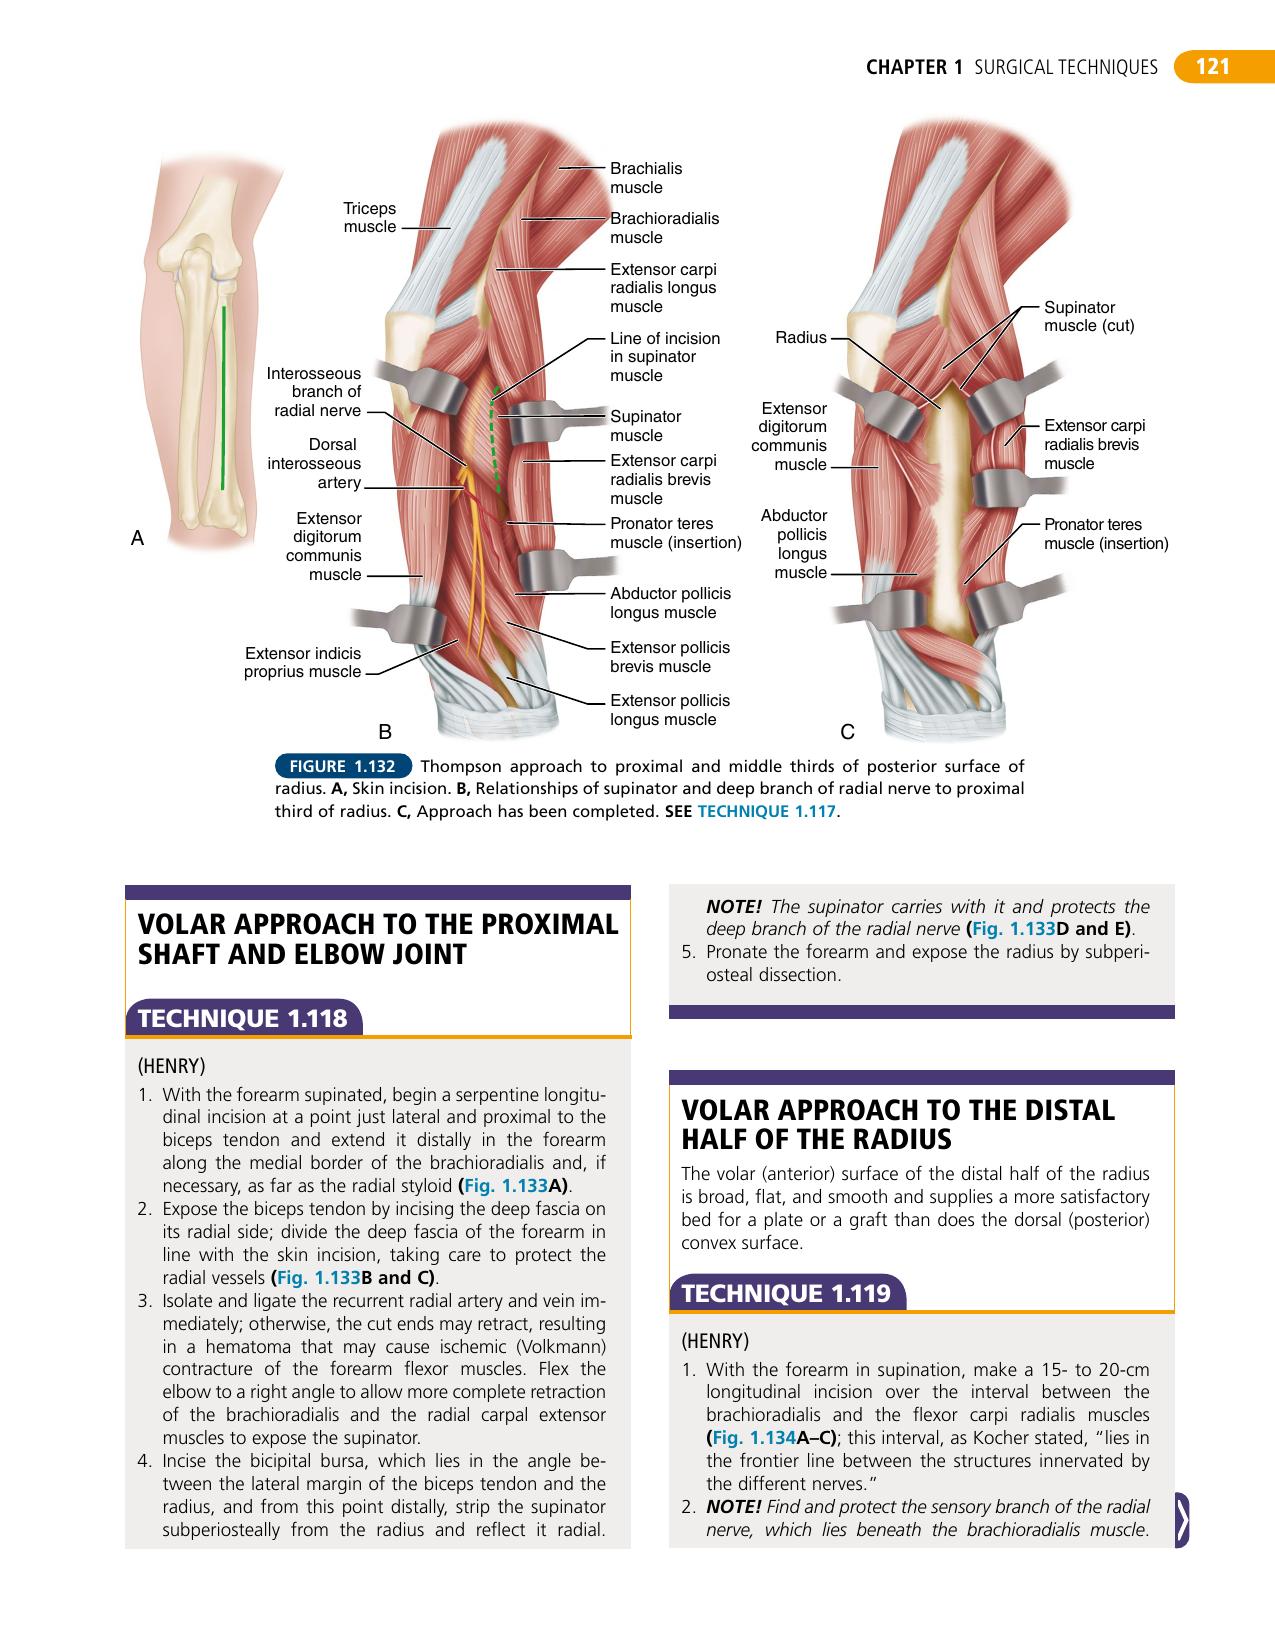 CHAPTER 1 SURGICAL TECHNIQUES 121
Triceps
muscle
Interosseous
branch of
radial nerve
Dorsal
interosseous
artery
Extensor
digitorum
communis
muscle
Extensor indicis
proprius muscle
Brachialis
muscle
Brachioradialis
muscle
Extensor carpi
radialis longus
muscle
Line of incision
in supinator
muscle
Supinator
muscle
Extensor carpi
radialis brevis
muscle
Pronator teres
muscle (insertion)
Abductor pollicis
longus muscle
Extensor pollicis
brevis muscle
Extensor pollicis
longus muscle
Radius
Extensor
digitorum
communis
muscle
Abductor
pollicis
longus
muscle
Supinator
muscle (cut)
Extensor carpi
radialis brevis
muscle
Pronator teres
muscle (insertion)
A
B
C
FIGURE 1.132 Thompson approach to proximal and middle thirds of posterior surface of
radius. A, Skin incision. B, Relationships of supinator and deep branch of radial nerve to proximal
third of radius. C, Approach has been completed. SEE TECHNIQUE 1.117.
VOLAR APPROACH TO THE PROXIMAL
SHAFT AND ELBOW JOINT
TECHNIQUE 1.118
(HENRY)
1. With the forearm supinated, begin a serpentine longitu-
dinal incision at a point just lateral and proximal to the
biceps tendon and extend it distally in the forearm
along the medial border of the brachioradialis and, if
necessary, as far as the radial styloid (Fig. 1.133A).
2. Expose the biceps tendon by incising the deep fascia on
its radial side; divide the deep fascia of the forearm in
line with the skin incision, taking care to protect the
radial vessels (Fig. 1.133B and C).
3. Isolate and ligate the recurrent radial artery and vein im-
mediately; otherwise, the cut ends may retract, resulting
in a hematoma that may cause ischemic (Volkmann)
contracture of the forearm flexor muscles. Flex the
elbow to a right angle to allow more complete retraction
of the brachioradialis and the radial carpal extensor
muscles to expose the supinator.
4. Incise the bicipital bursa, which lies in the angle be-
tween the lateral margin of the biceps tendon and the
radius, and from this point distally, strip the supinator
subperiosteally from the radius and reflect it radial.
NOTE! The supinator carries with it and protects the
deep branch of the radial nerve (Fig. 1.133D and E).
5. Pronate the forearm and expose the radius by subperi-
osteal dissection.
VOLAR APPROACH TO THE DISTAL
HALF OF THE RADIUS
The volar (anterior) surface of the distal half of the radius
is broad, flat, and smooth and supplies a more satisfactory
bed for a plate or a graft than does the dorsal (posterior)
convex surface.
TECHNIQUE 1.119
(HENRY)
1. With the forearm in supination, make a 15- to 20-cm
longitudinal incision over the interval between the
brachioradialis and the flexor carpi radialis muscles
(Fig. 1.134A–C); this interval, as Kocher stated, “lies in
the frontier line between the structures innervated by
the different nerves.”
2. NOTE! Find and protect the sensory branch of the radial
nerve, which lies beneath the brachioradialis muscle.